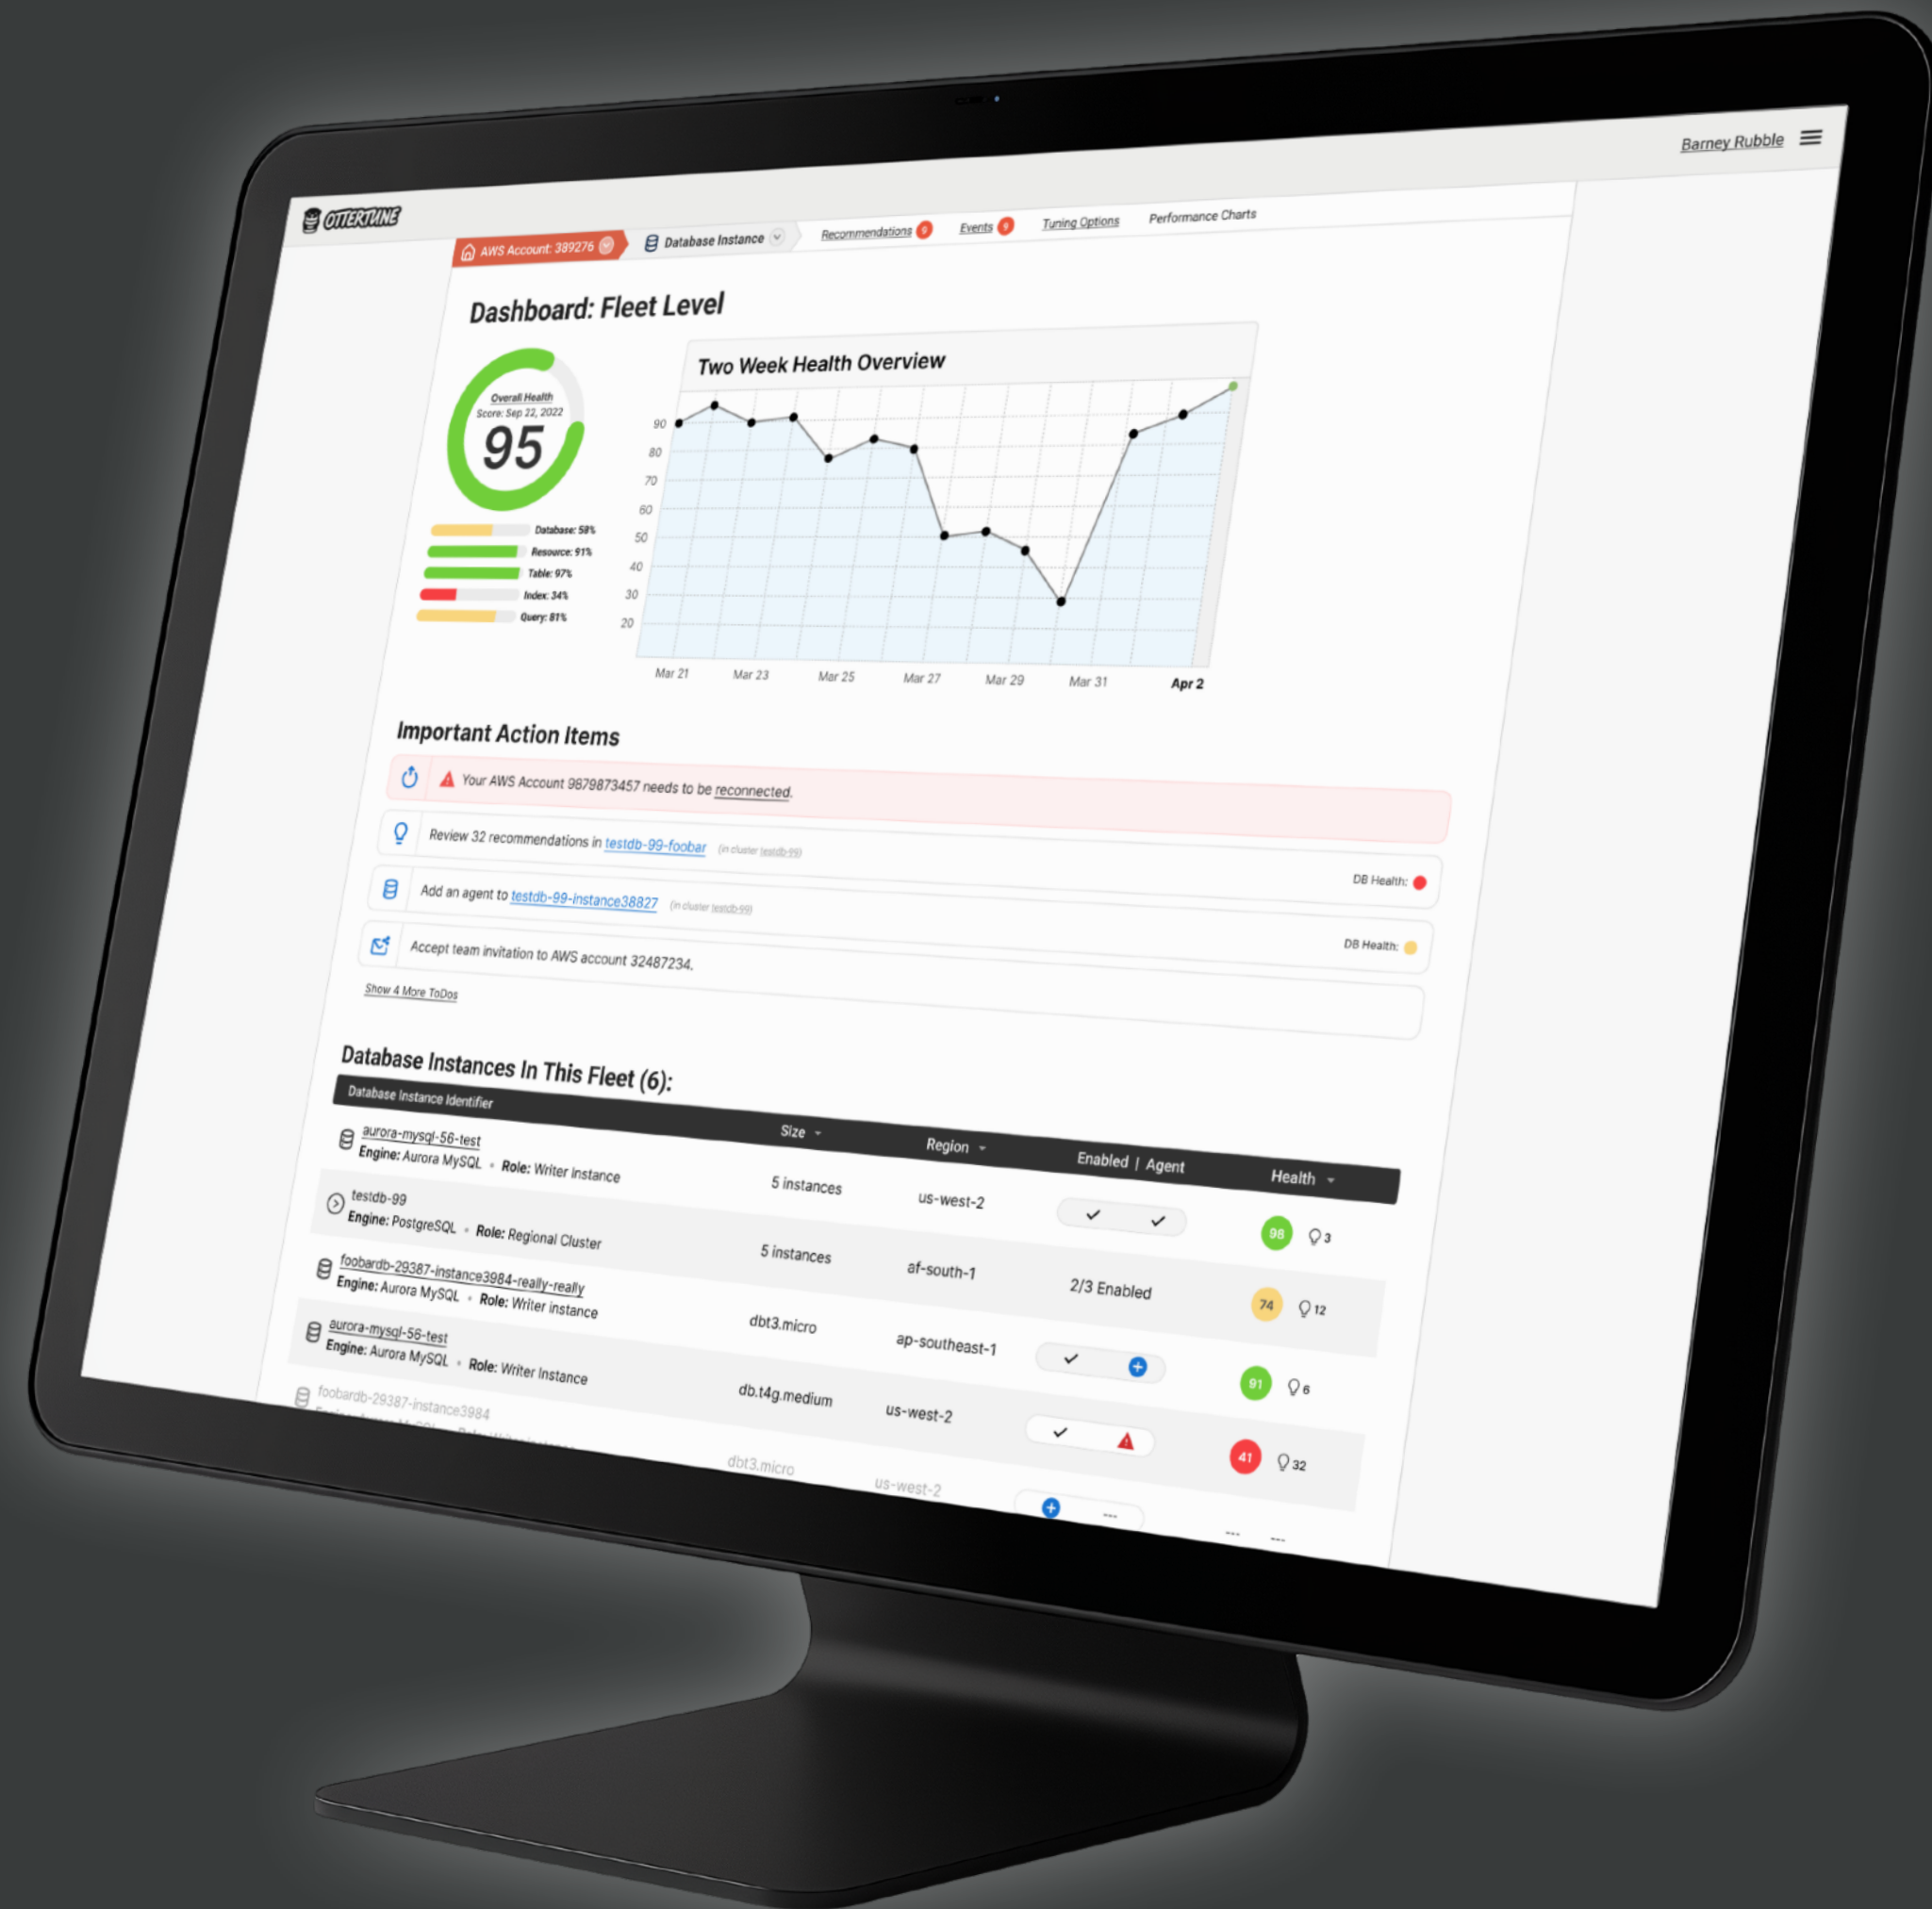 OTTERTUNE
Barney Rubble
AWS Account: 389276
Database Instance
Recommendations 9
Events 9
Tuning Options
Performance Charts
Dashboard: Fleet Level
Overall Health
Score: Sep 22, 2022
95
Database: 58%
Resource: 91%
Table: 97%
Index: 34%
Query: 81%
Two Week Health Overview
90
80
70
60
50
40
30
20
Mar 21 Mar 23 Mar 25 Mar 27 Mar 29 Mar 31 Apr 2
Important Action Items
Your AWS Account 9879873457 needs to be reconnected.
Review 32 recommendations in testdb-99-foobar (in cluster testdb-99) DB Health:
Add an agent to testdb-99-instance38827 (in cluster testdb-99) DB Health:
Accept team invitation to AWS account 32487234.
Show 4 More ToDos
Database Instances In This Fleet (6):
Database Instance Identifier Size Region Enabled | Agent Health
aurora-mysql-56-test
Engine: Aurora MySQL • Role: Writer Instance
5 instances us-west-2 98 3
testdb-99
Engine: PostgreSQL • Role: Regional Cluster
5 instances af-south-1 2/3 Enabled 74 12
foobardb-29387-instance3984-really-really
Engine: Aurora MySQL • Role: Writer instance
dbt3.micro ap-southeast-1 91 6
aurora-mysql-56-test
Engine: Aurora MySQL • Role: Writer Instance
db.t4g.medium us-west-2 41 32
foobardb-29387-instance3984
dbt3.micro us-west-2 --- --- ---